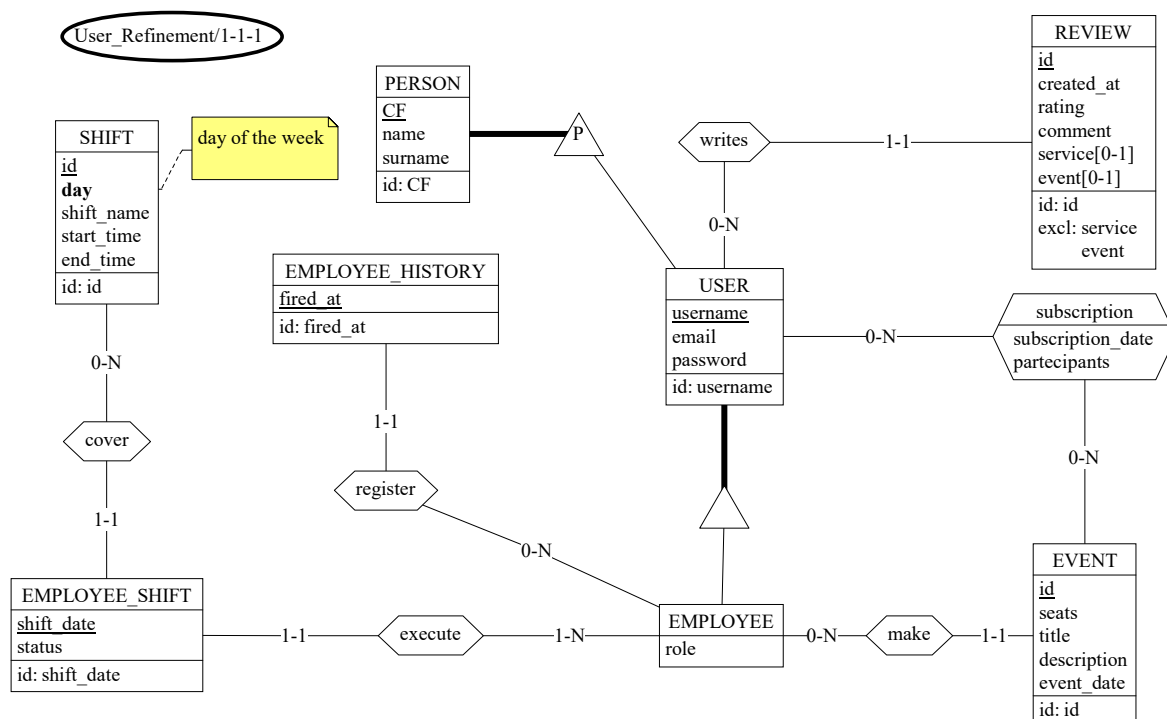 User_Refinement/1-1-1
REVIEW
id
created_at
rating
comment
service[0-1]
event[0-1]
id: id
excl: service
event
PERSON
CF
name
surname
id: CF
P
writes
1-1
0-N
SHIFT
id
day
shift_name
start_time
end_time
id: id
day of the week
EMPLOYEE_HISTORY
fired_at
id: fired_at
USER
username
email
password
id: username
0-N
subscription
subscription_date
partecipants
0-N
cover
1-1
1-1
register
0-N
0-N
EMPLOYEE_SHIFT
shift_date
status
id: shift_date
1-1
execute
1-N
EMPLOYEE
role
0-N
make
1-1
EVENT
id
seats
title
description
event_date
id: id